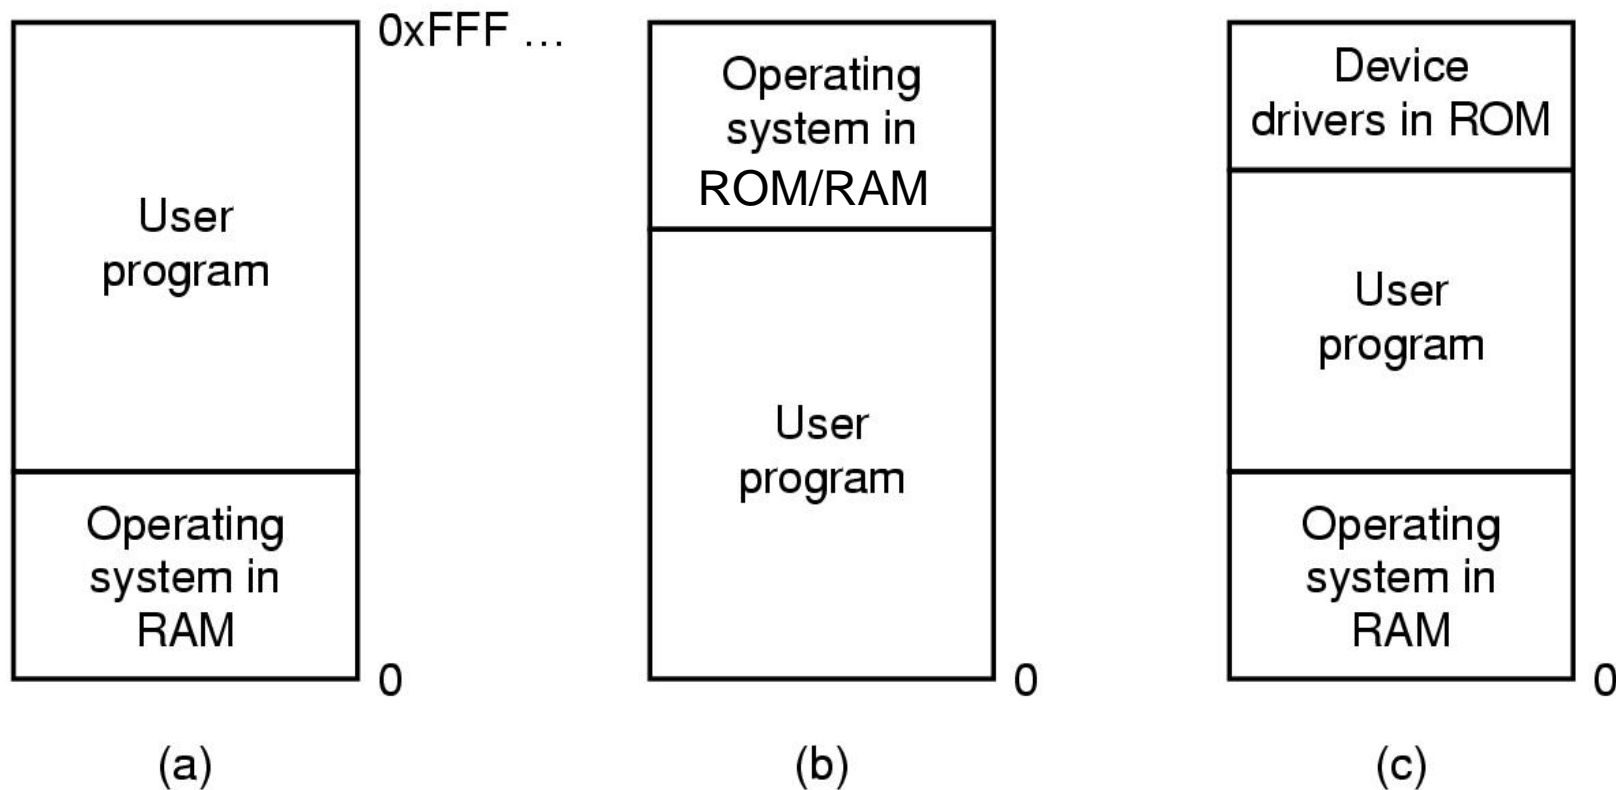 0xFFF ...
User
program
Operating
system in
RAM
0
(a)
Operating
system in
ROM/RAM
User
program
0
(b)
Device
drivers in ROM
User
program
Operating
system in
RAM
0
(c)